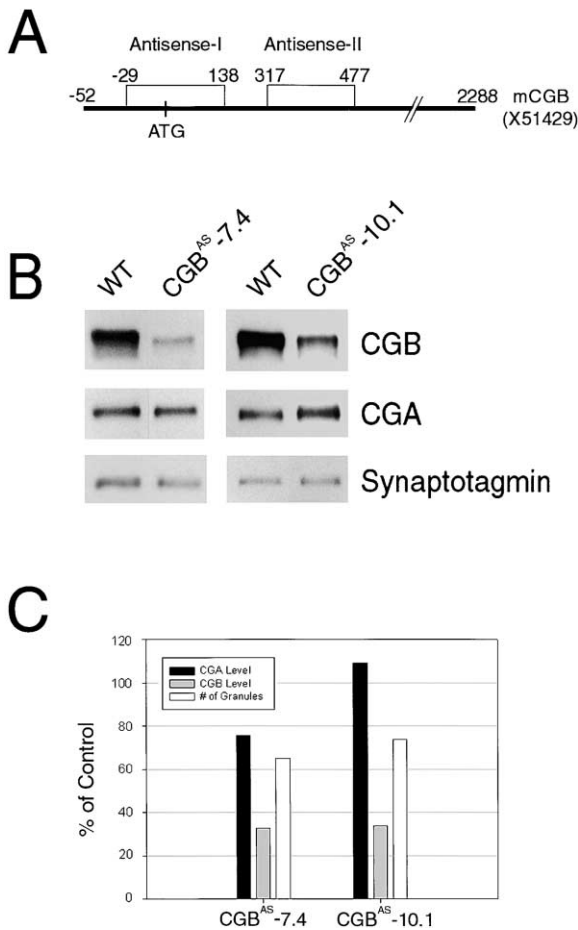 A
Antisense-I Antisense-II
-29 138 317 477
-52 2288 mCGB
ATG (X51429)
B
WT CGB^AS-7.4 WT CGB^AS-10.1
CGB
CGA
Synaptotagmin
C
120
CGA Level
CGB Level
# of Granules
100
80
60
40
20
0
% of Control
CGB^AS-7.4 CGB^AS-10.1